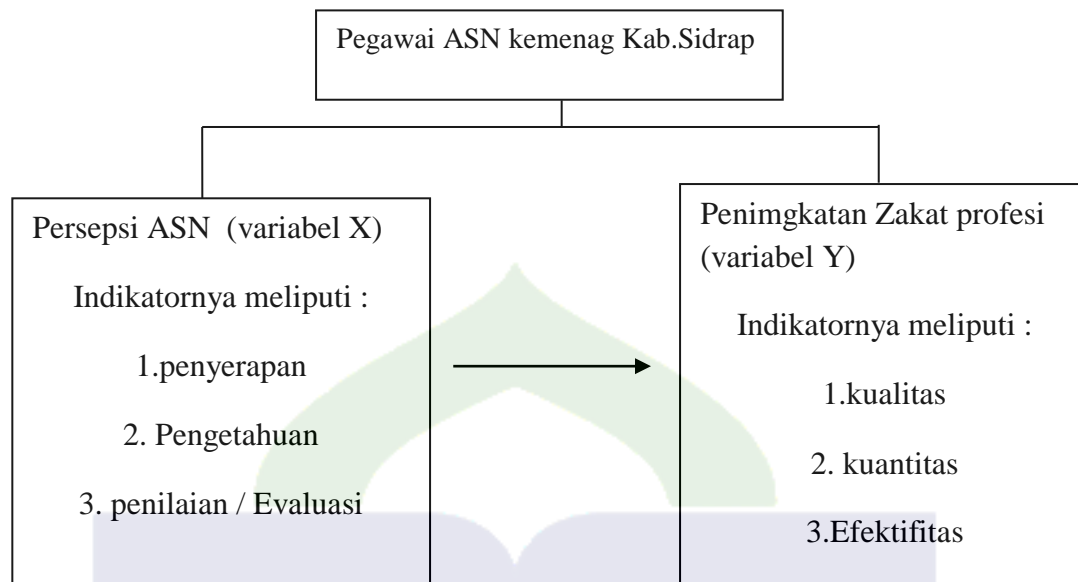 Pegawai ASN kemenag Kab.Sidrap
Persepsi ASN (variabel X)
Indikatornya meliputi :
1.penyerapan
2. Pengetahuan
3. penilaian / Evaluasi
Penimgkatan Zakat profesi
(variabel Y)
Indikatornya meliputi :
1.kualitas
2. kuantitas
3.Efektifitas